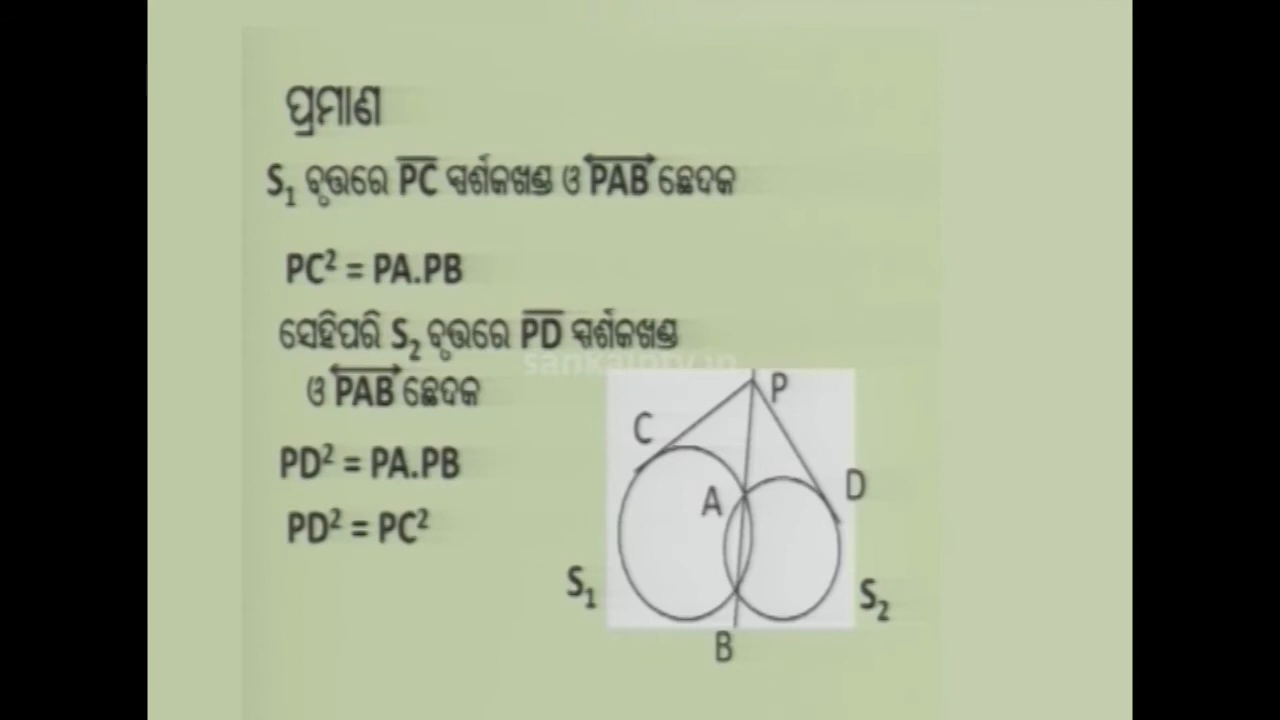 ପ୍ରମାଣ
S₁ ବୃତ୍ତରେ PC ସ୍ପର୍ଶକଖଣ୍ଡ ଓ PAB ଛେଦକ
PC² = PA.PB
ସେହିପରି S₂ ବୃତ୍ତରେ PD ସ୍ପର୍ଶକଖଣ୍ଡ
ଓ PAB ଛେଦକ
PD² = PA.PB
PD² = PC²
P
C
D
A
S₁
S₂
B